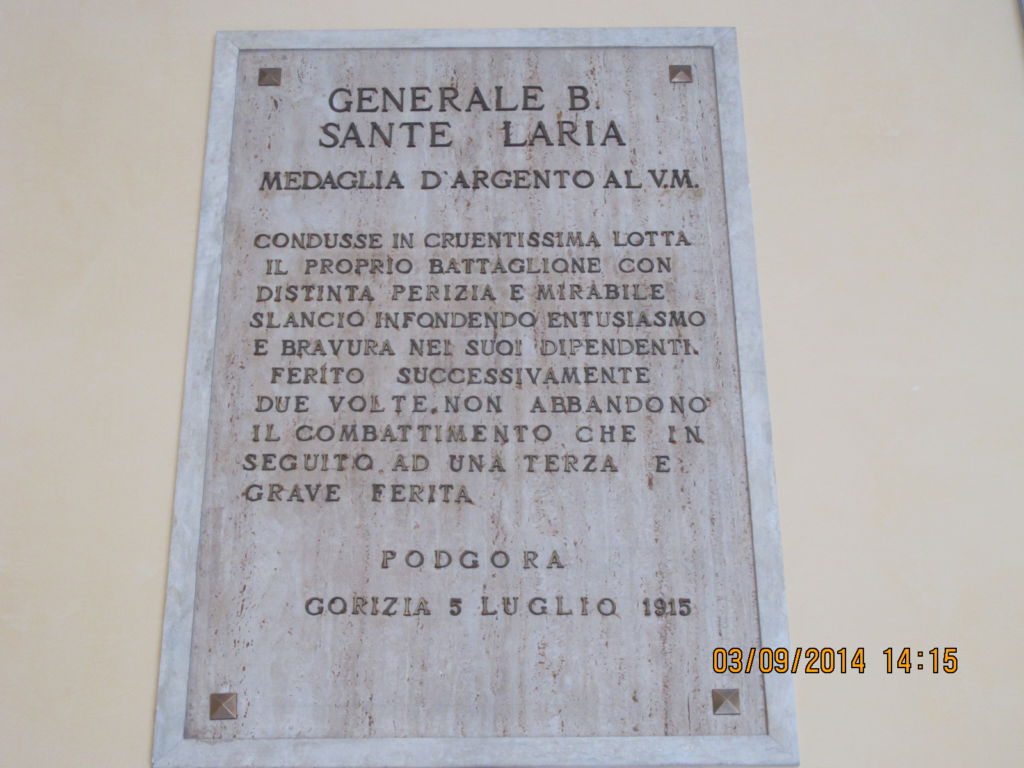 GENERALE B.
SANTE LARIA
MEDAGLIA D'ARGENTO AL V.M.
CONDUSSE IN CRUENTISSIMA LOTTA
IL PROPRIO BATTAGLIONE CON
DISTINTA PERIZIA E MIRABILE
SLANCIO INFONDENDO ENTUSIASMO
E BRAVURA NEI SUOI DIPENDENTI.
FERITO SUCCESSIVAMENTE
DUE VOLTE. NON ABBANDONO'
IL COMBATTIMENTO CHE IN
SEGUITO AD UNA TERZA E
GRAVE FERITA
PODGORA
GORIZIA 5 LUGLIO 1915
03/09/2014 14:15